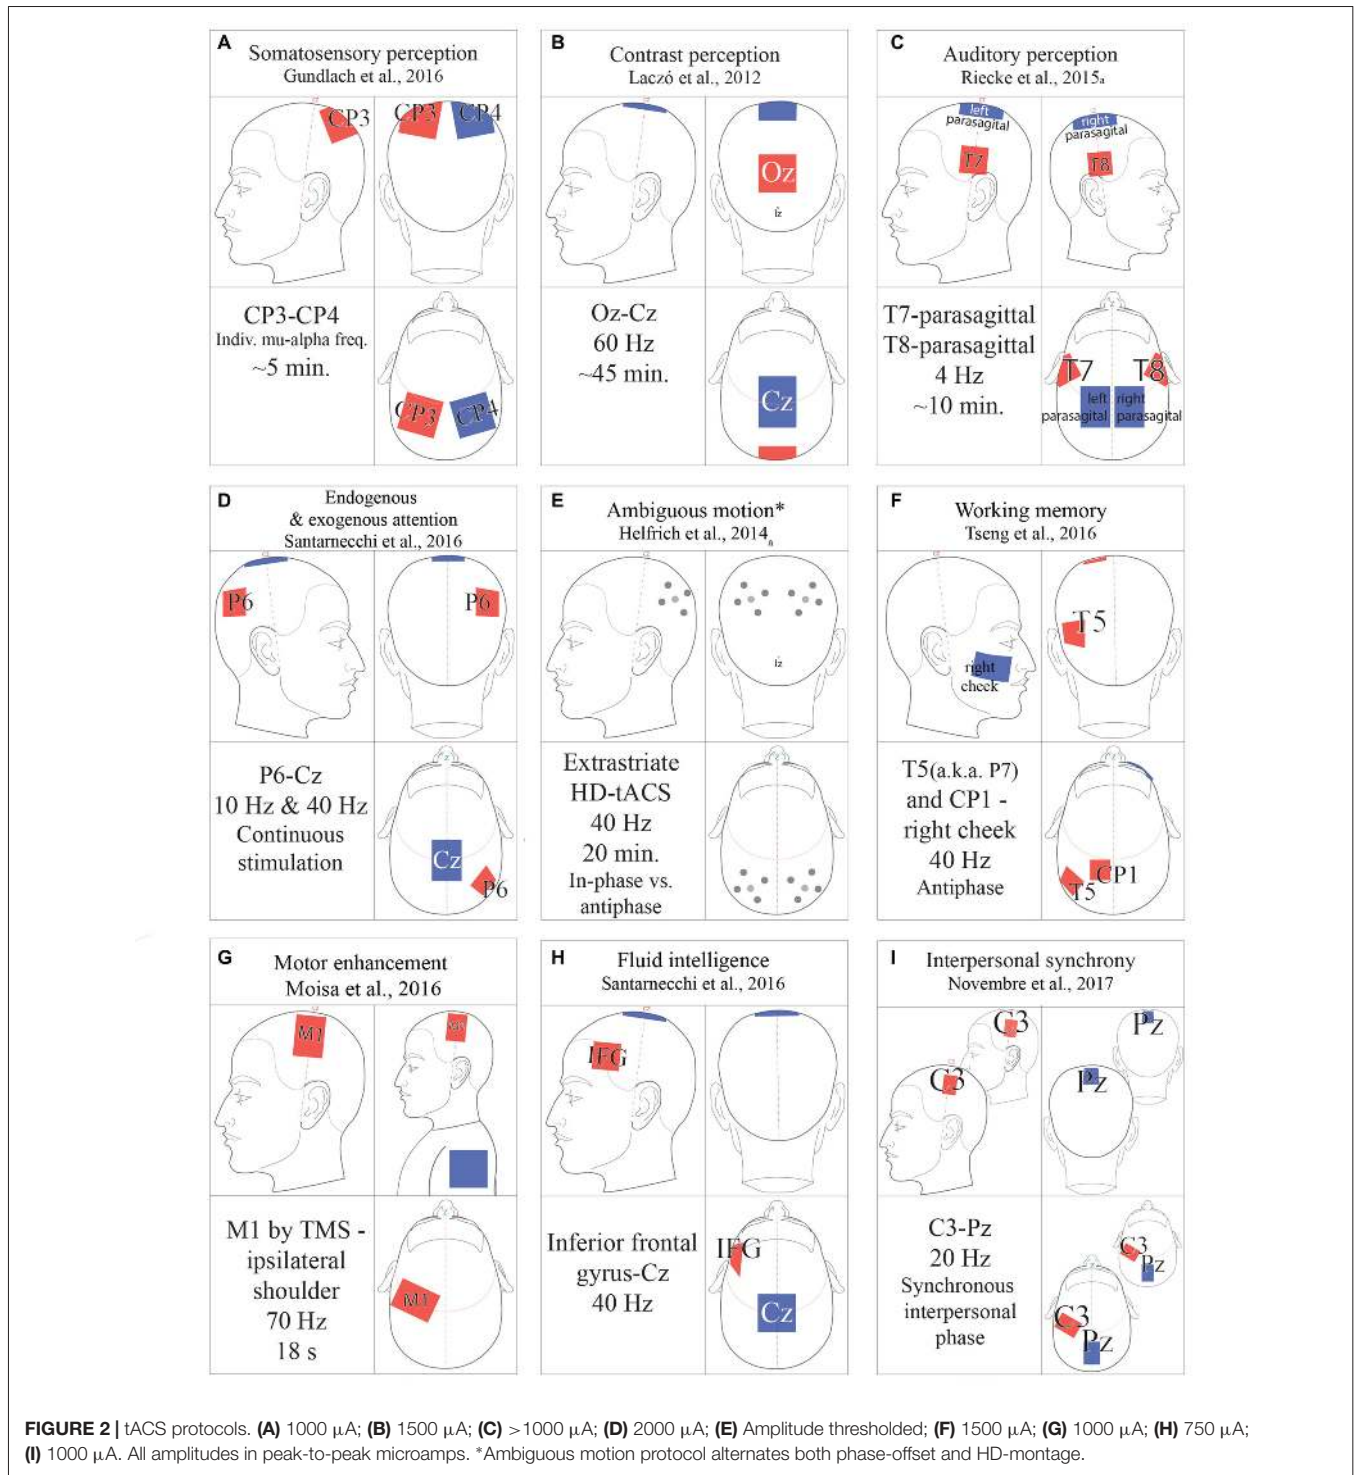 A
Somatosensory perception
Gundlach et al., 2016
CP3
CP3
CP4
CP3-CP4
Indiv. mu-alpha freq.
~5 min.
CP3
CP4
B
Contrast perception
Laczó et al., 2012
Oz
Iz
Oz-Cz
60 Hz
~45 min.
Cz
C
Auditory perception
Riecke et al., 2015a
left
parasagital
T7
right
parasagital
T8
T7-parasagittal
T8-parasagittal
4 Hz
~10 min.
T7
T8
left
parasagital
right
parasagital
D
Endogenous
& exogenous attention
Santarnecchi et al., 2016
P6
P6
P6-Cz
10 Hz & 40 Hz
Continuous
stimulation
Cz
P6
E
Ambiguous motion*
Helfrich et al., 2014a
Iz
Extrastriate
HD-tACS
40 Hz
20 min.
In-phase vs.
antiphase
F
Working memory
Tseng et al., 2016
right
cheek
T5
T5(a.k.a. P7)
and CP1 -
right cheek
40 Hz
Antiphase
CP1
T5
G
Motor enhancement
Moisa et al., 2016
M1
M1
M1 by TMS -
ipsilateral
shoulder
70 Hz
18 s
M1
H
Fluid intelligence
Santarnecchi et al., 2016
IFG
Inferior frontal
gyrus-Cz
40 Hz
IFG
Cz
I
Interpersonal synchrony
Novembre et al., 2017
C3
C3
Pz
Pz
C3-Pz
20 Hz
Synchronous
interpersonal
phase
C3
Pz
C3
Pz
FIGURE 2 | tACS protocols. (A) 1000 μA; (B) 1500 μA; (C) >1000 μA; (D) 2000 μA; (E) Amplitude thresholded; (F) 1500 μA; (G) 1000 μA; (H) 750 μA;
(I) 1000 μA. All amplitudes in peak-to-peak microamps. *Ambiguous motion protocol alternates both phase-offset and HD-montage.